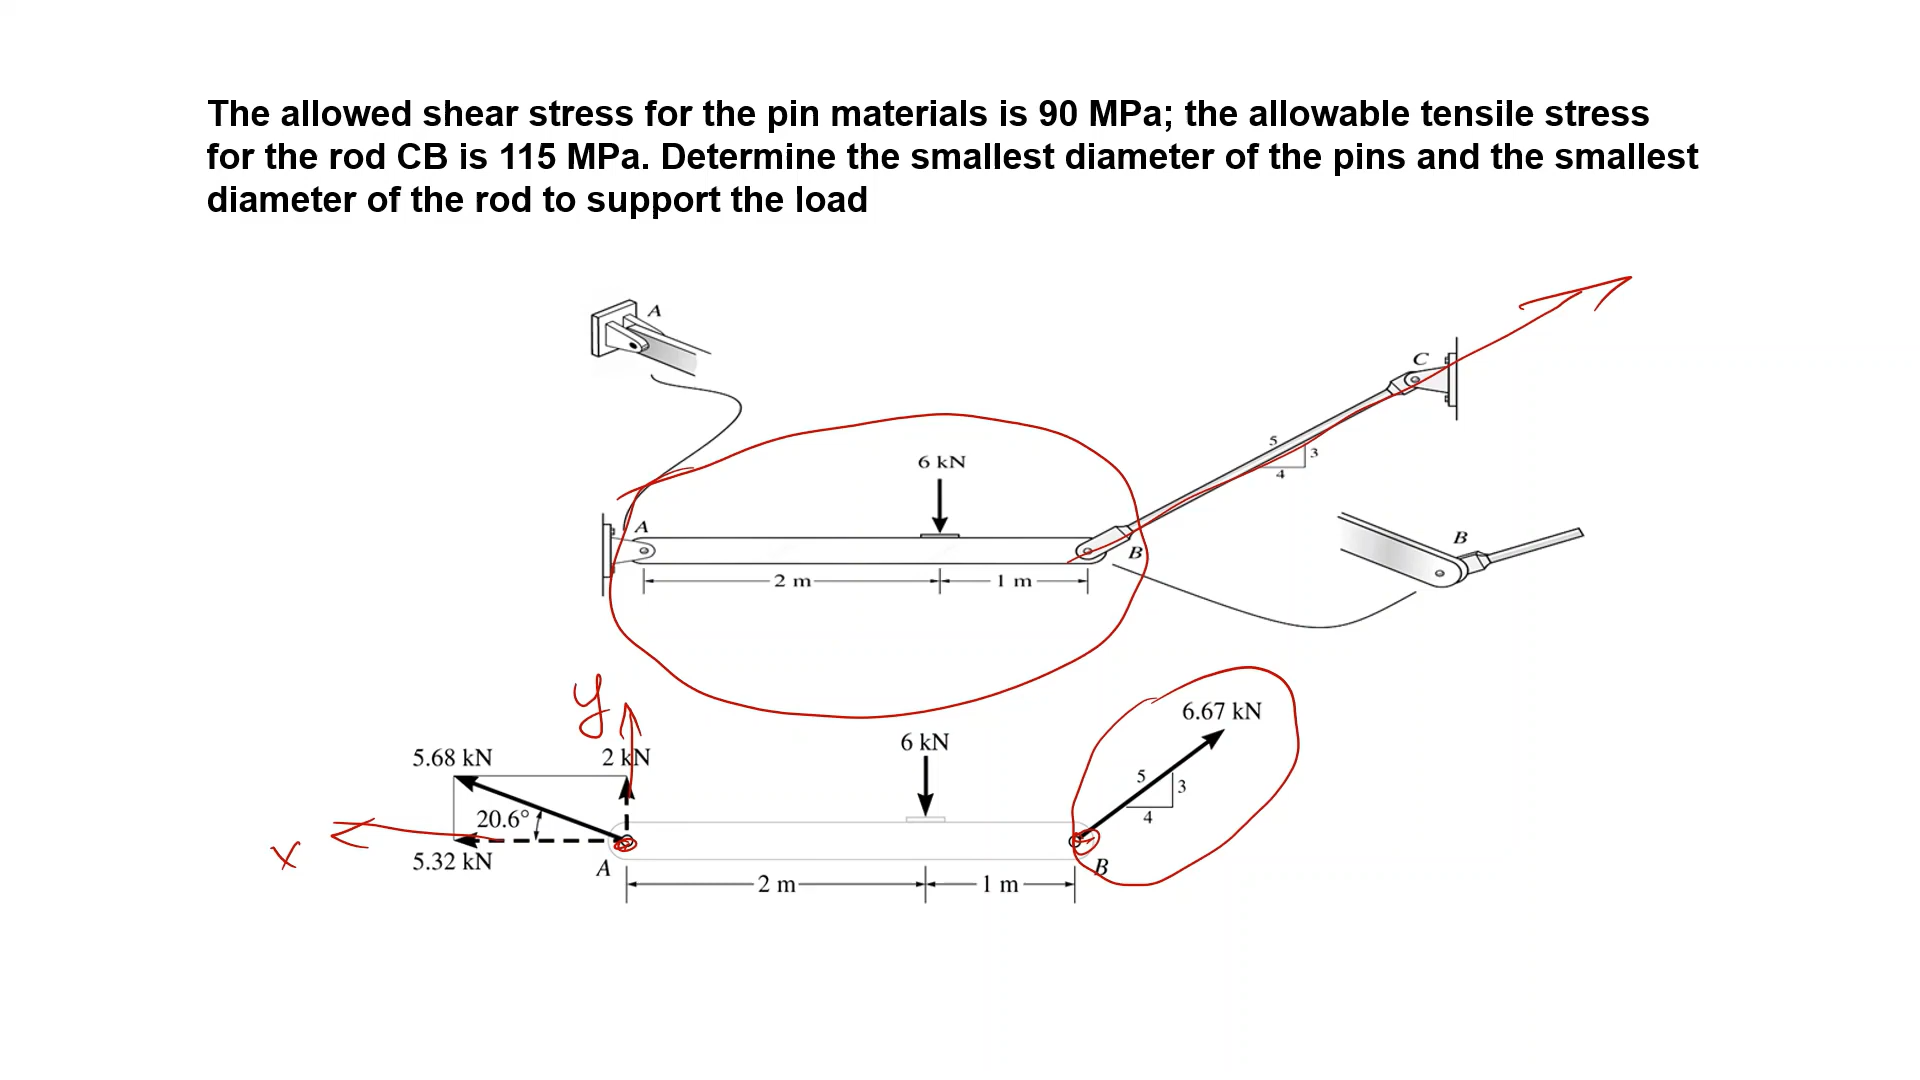 The allowed shear stress for the pin materials is 90 MPa; the allowable tensile stress
for the rod CB is 115 MPa. Determine the smallest diameter of the pins and the smallest
diameter of the rod to support the load
A
C
5
3
4
6 kN
A
B
B
2 m
1 m
y
6.67 kN
6 kN
5.68 kN
2 kN
5
3
4
20.6°
x
5.32 kN
A
B
2 m
1 m